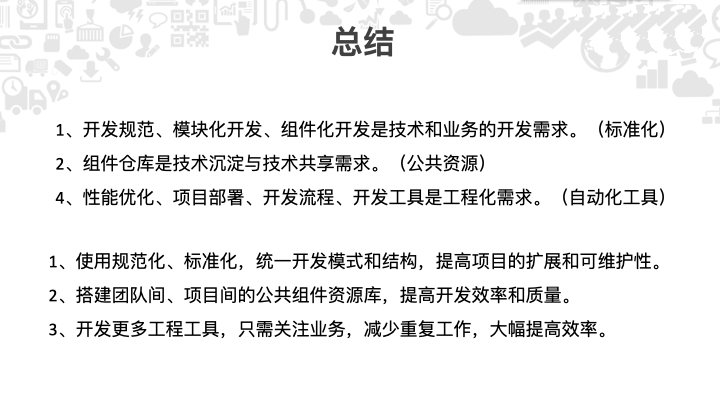 总结
1、开发规范、模块化开发、组件化开发是技术和业务的开发需求。（标准化）
2、组件仓库是技术沉淀与技术共享需求。（公共资源）
4、性能优化、项目部署、开发流程、开发工具是工程化需求。（自动化工具）
1、使用规范化、标准化，统一开发模式和结构，提高项目的扩展和可维护性。
2、搭建团队间、项目间的公共组件资源库，提高开发效率和质量。
3、开发更多工程工具，只需关注业务，减少重复工作，大幅提高效率。